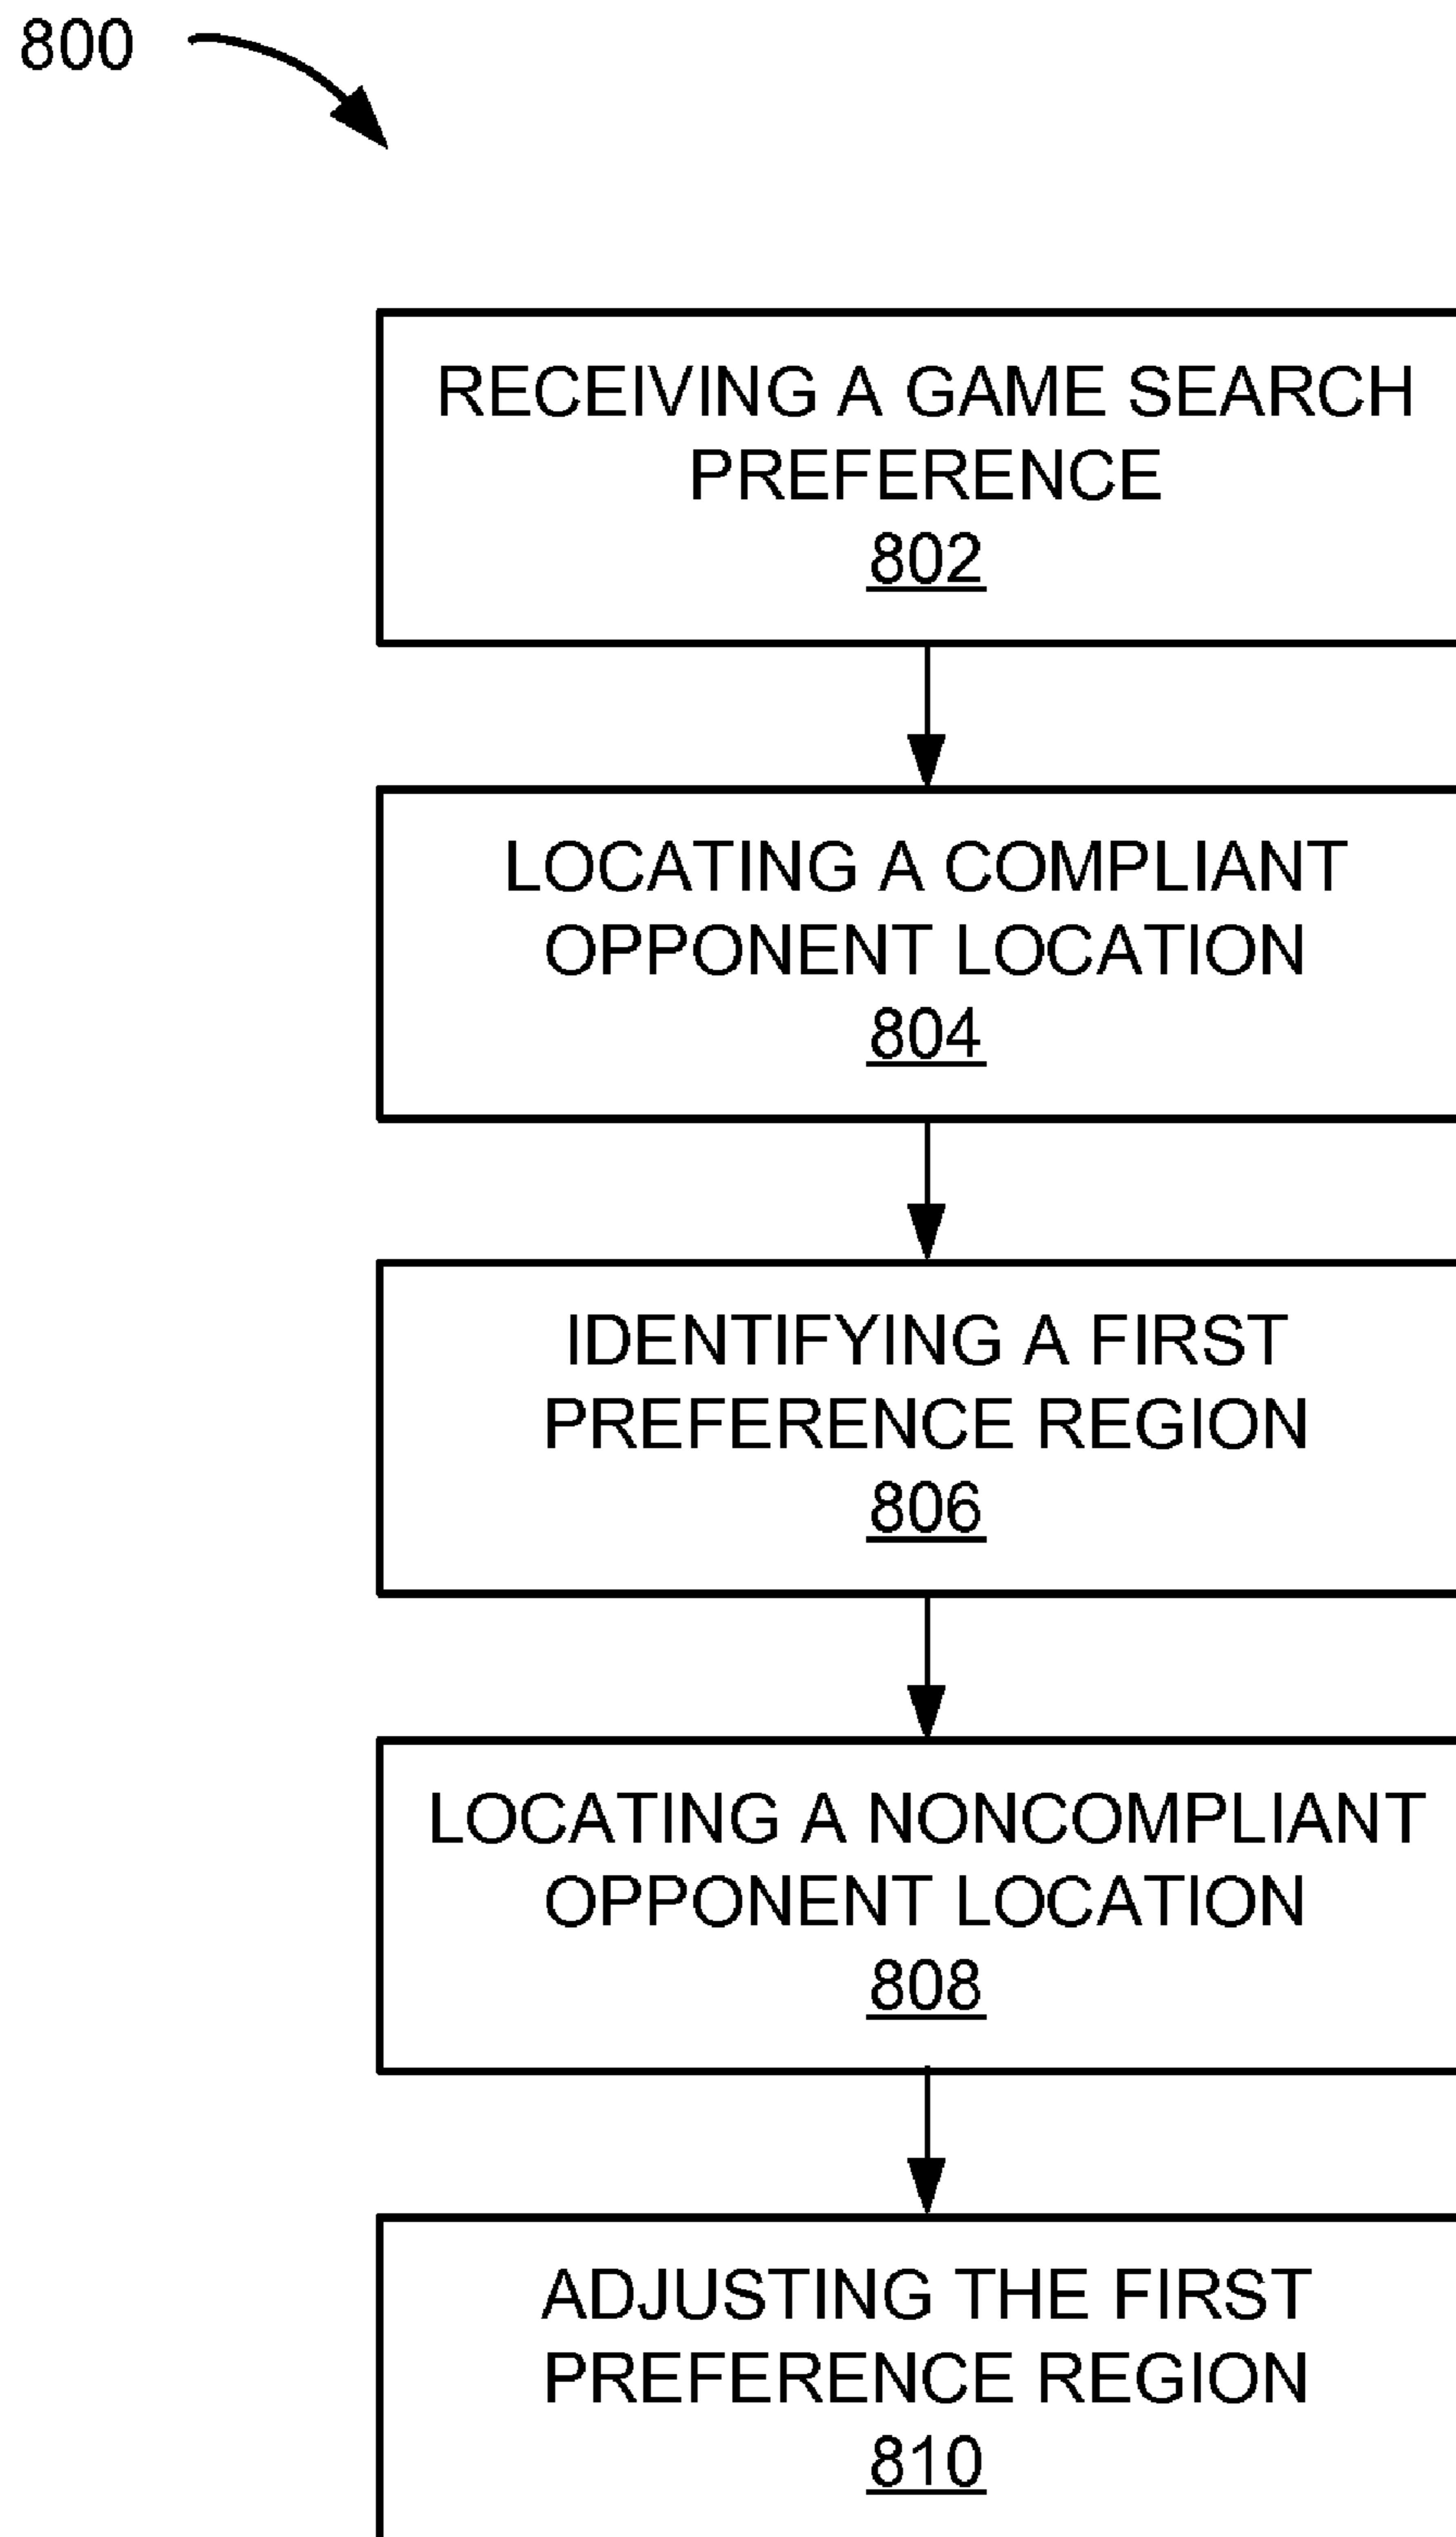 800
RECEIVING A GAME SEARCH
PREFERENCE
802
LOCATING A COMPLIANT
OPPONENT LOCATION
804
IDENTIFYING A FIRST
PREFERENCE REGION
806
LOCATING A NONCOMPLIANT
OPPONENT LOCATION
808
ADJUSTING THE FIRST
PREFERENCE REGION
810